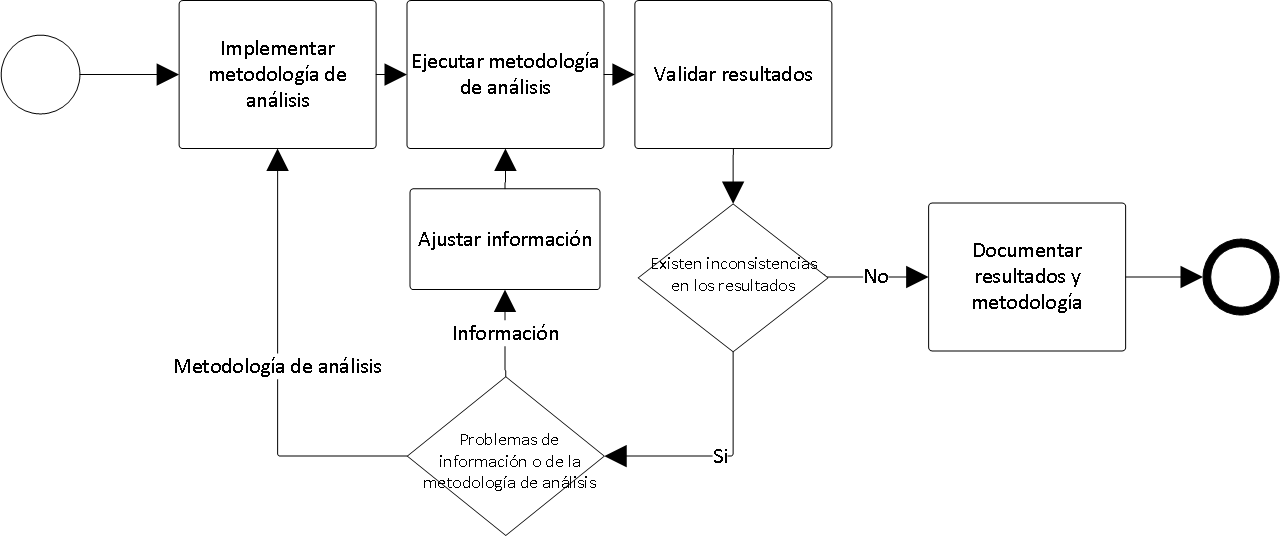 Implementar
metodología de
análisis
Ejecutar metodología
de análisis
Validar resultados
Ajustar información
Existen inconsistencias
en los resultados
No
Documentar
resultados y
metodología
Información
Metodología de análisis
Problemas de
información o de la
metodología de análisis
Si